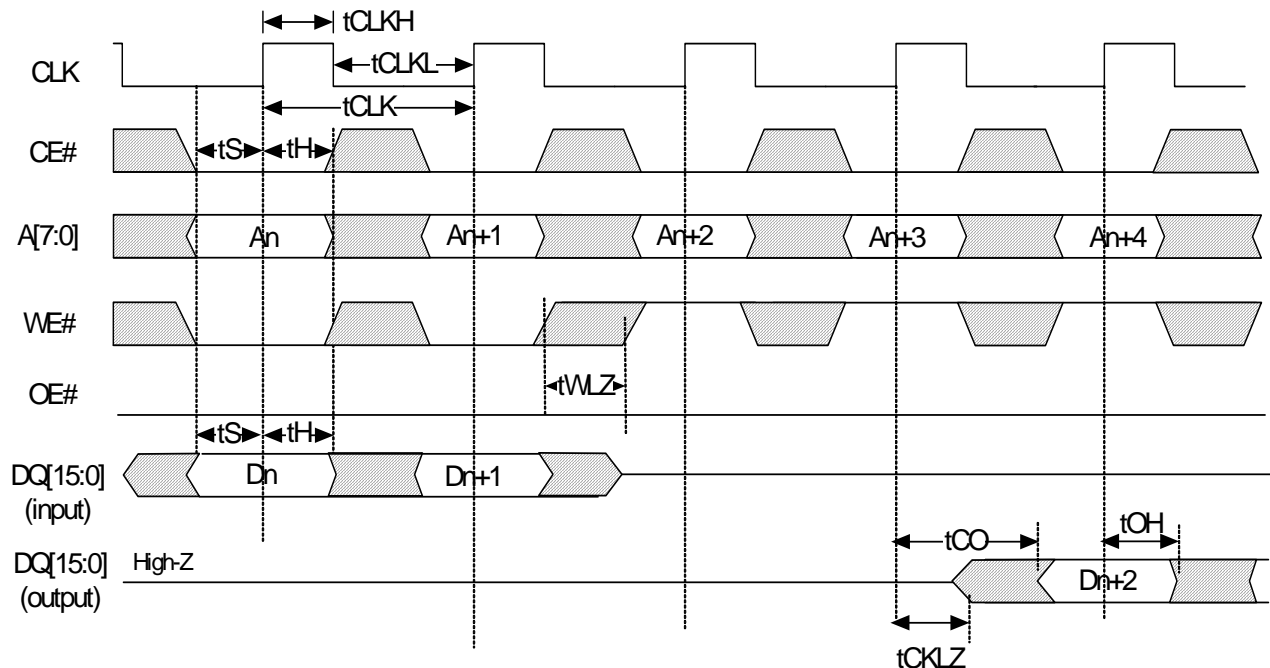 tCLKH
CLK
tCLKL
tCLK
CE#
tS
tH
A[7:0]
An
An+1
An+2
An+3
An+4
WE#
tWLZ
OE#
tS
tH
DQ[15:0]
(input)
Dn
Dn+1
tCO
tOH
DQ[15:0]
(output)
High-Z
Dn+2
tCKLZ